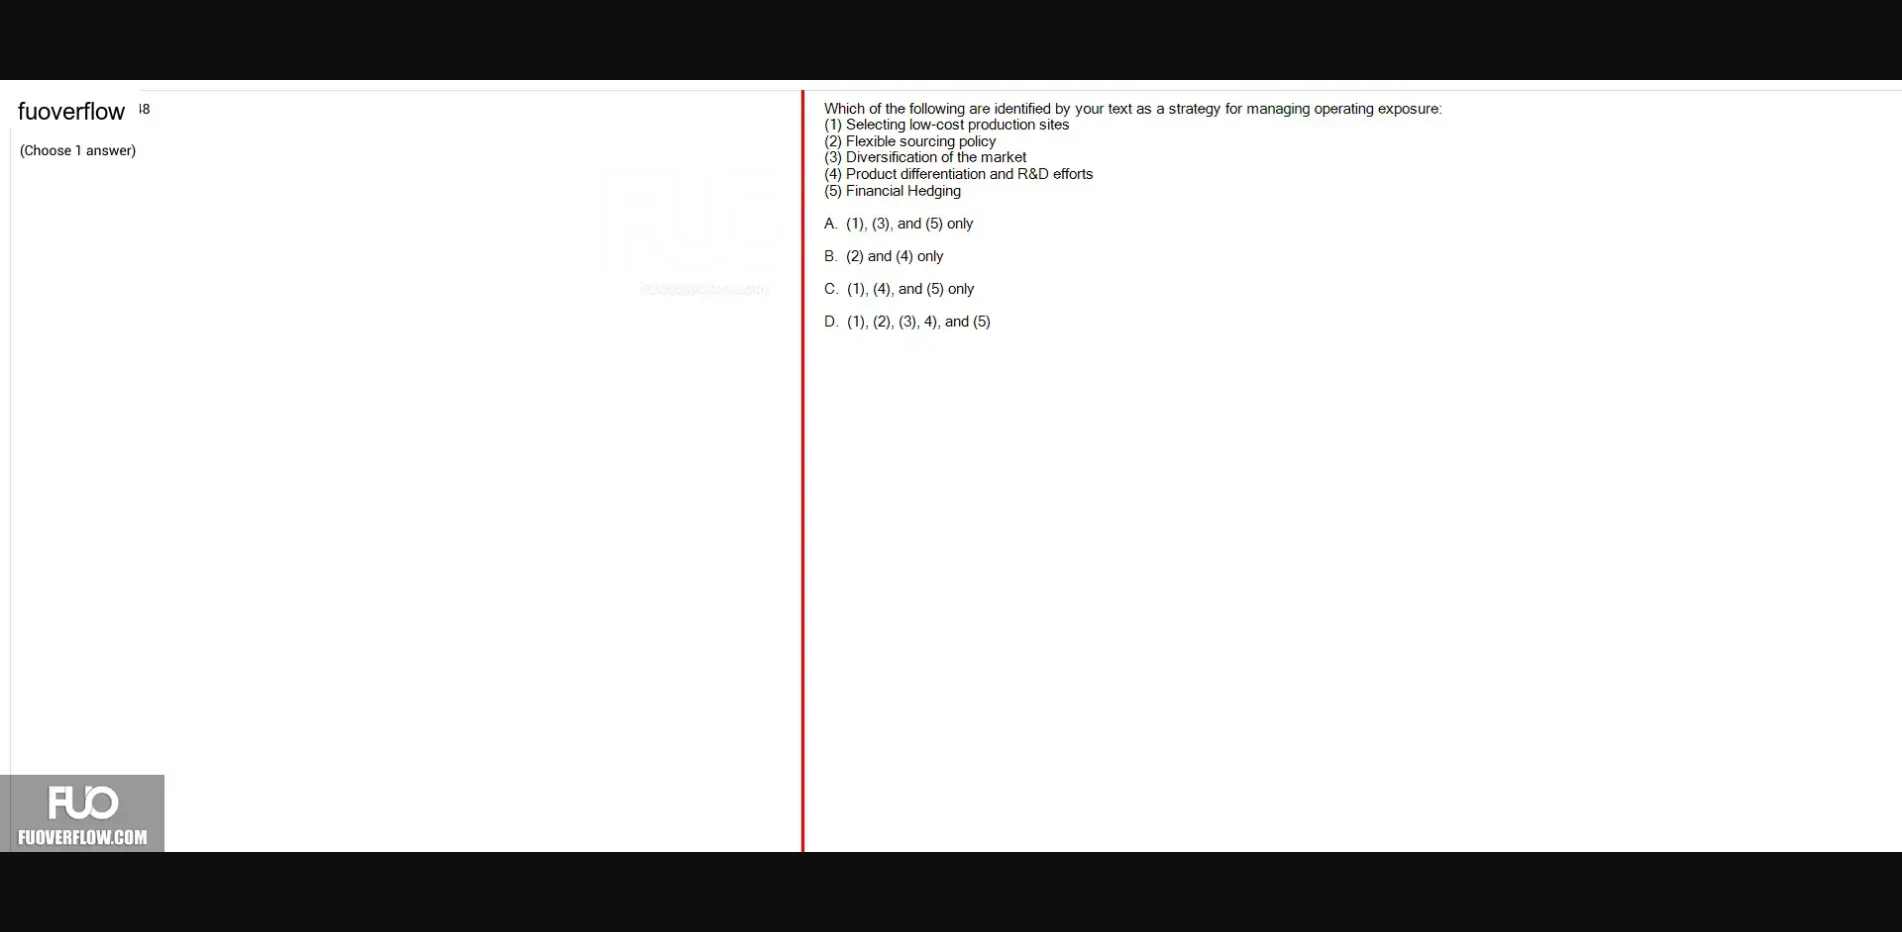 fuoverflow 48
(Choose 1 answer)
Which of the following are identified by your text as a strategy for managing operating exposure:
(1) Selecting low-cost production sites
(2) Flexible sourcing policy
(3) Diversification of the market
(4) Product differentiation and R&D efforts
(5) Financial Hedging
A. (1), (3), and (5) only
B. (2) and (4) only
C. (1), (4), and (5) only
D. (1), (2), (3), 4), and (5)
FUOVERFLOW.COM
FUO
FUOVERFLOW.COM